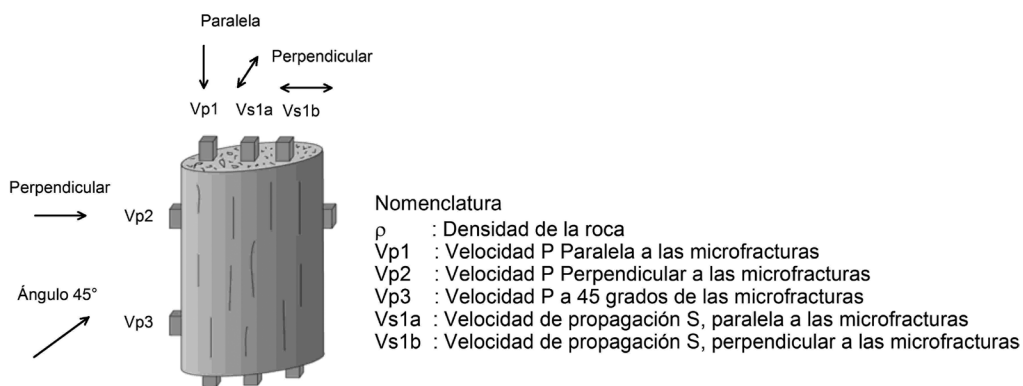 Paralela
Perpendicular
Vp1 Vs1a Vs1b
Perpendicular
Vp2
Ángulo 45°
Vp3
Nomenclatura
ρ : Densidad de la roca
Vp1 : Velocidad P Paralela a las microfracturas
Vp2 : Velocidad P Perpendicular a las microfracturas
Vp3 : Velocidad P a 45 grados de las microfracturas
Vs1a : Velocidad de propagación S, paralela a las microfracturas
Vs1b : Velocidad de propagación S, perpendicular a las microfracturas